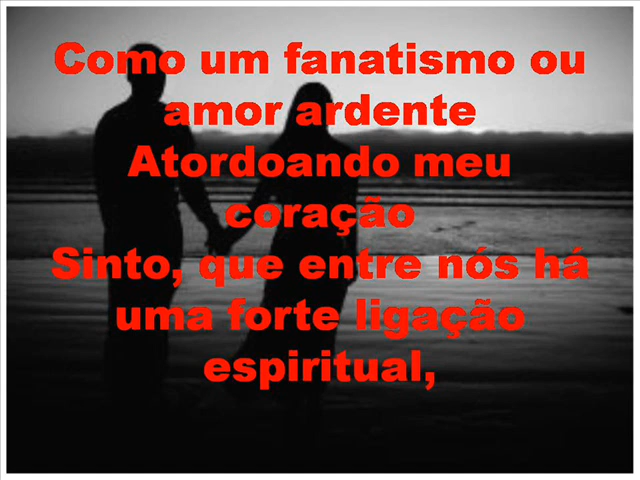 Como um fanatismo ou
amor ardente
Atordoando meu
coração
Sinto, que entre nós há
uma forte ligação
espiritual,